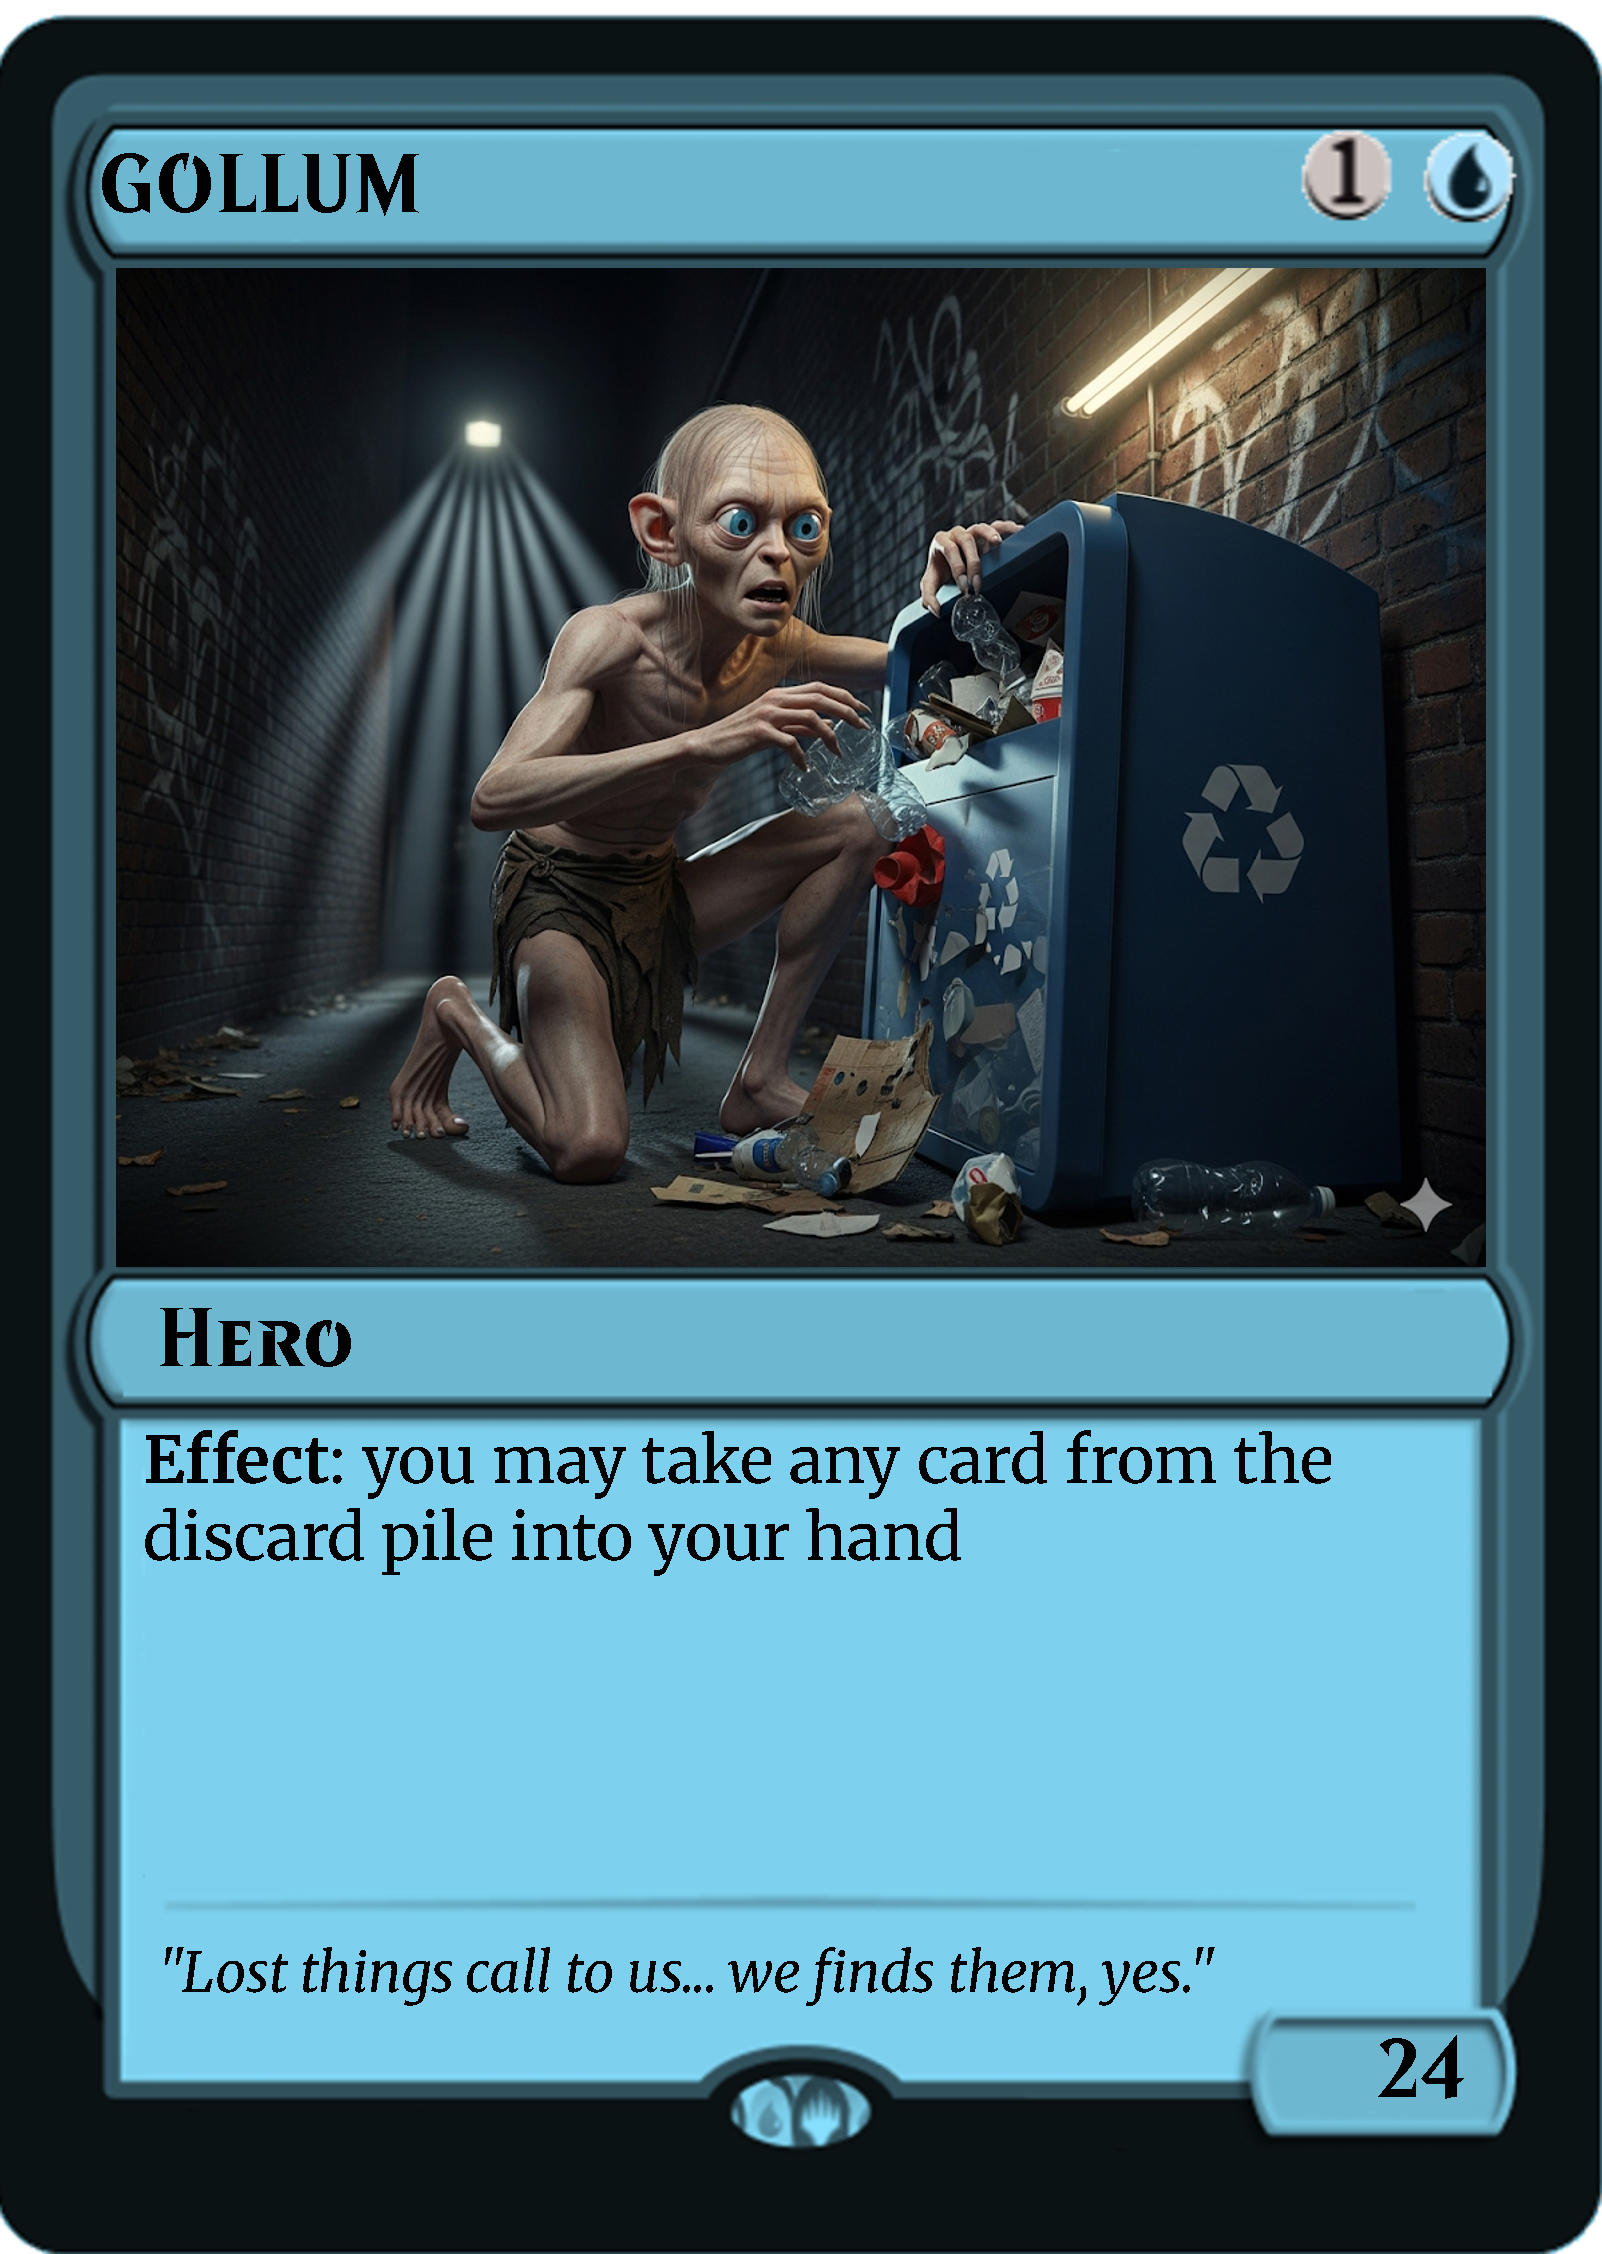 GOLLUM 1
HERO
Effect: you may take any card from the
discard pile into your hand
"Lost things call to us... we finds them, yes."
24